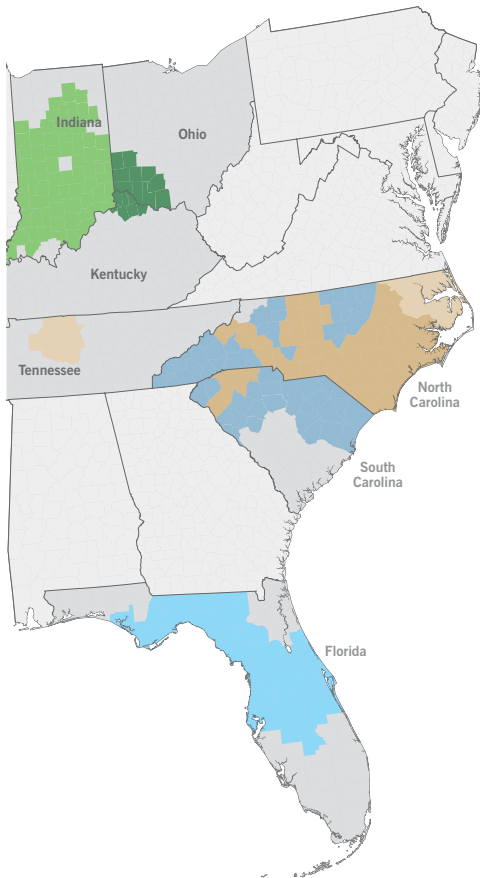 Indiana
Ohio
Kentucky
Tennessee
North
Carolina
South
Carolina
Florida